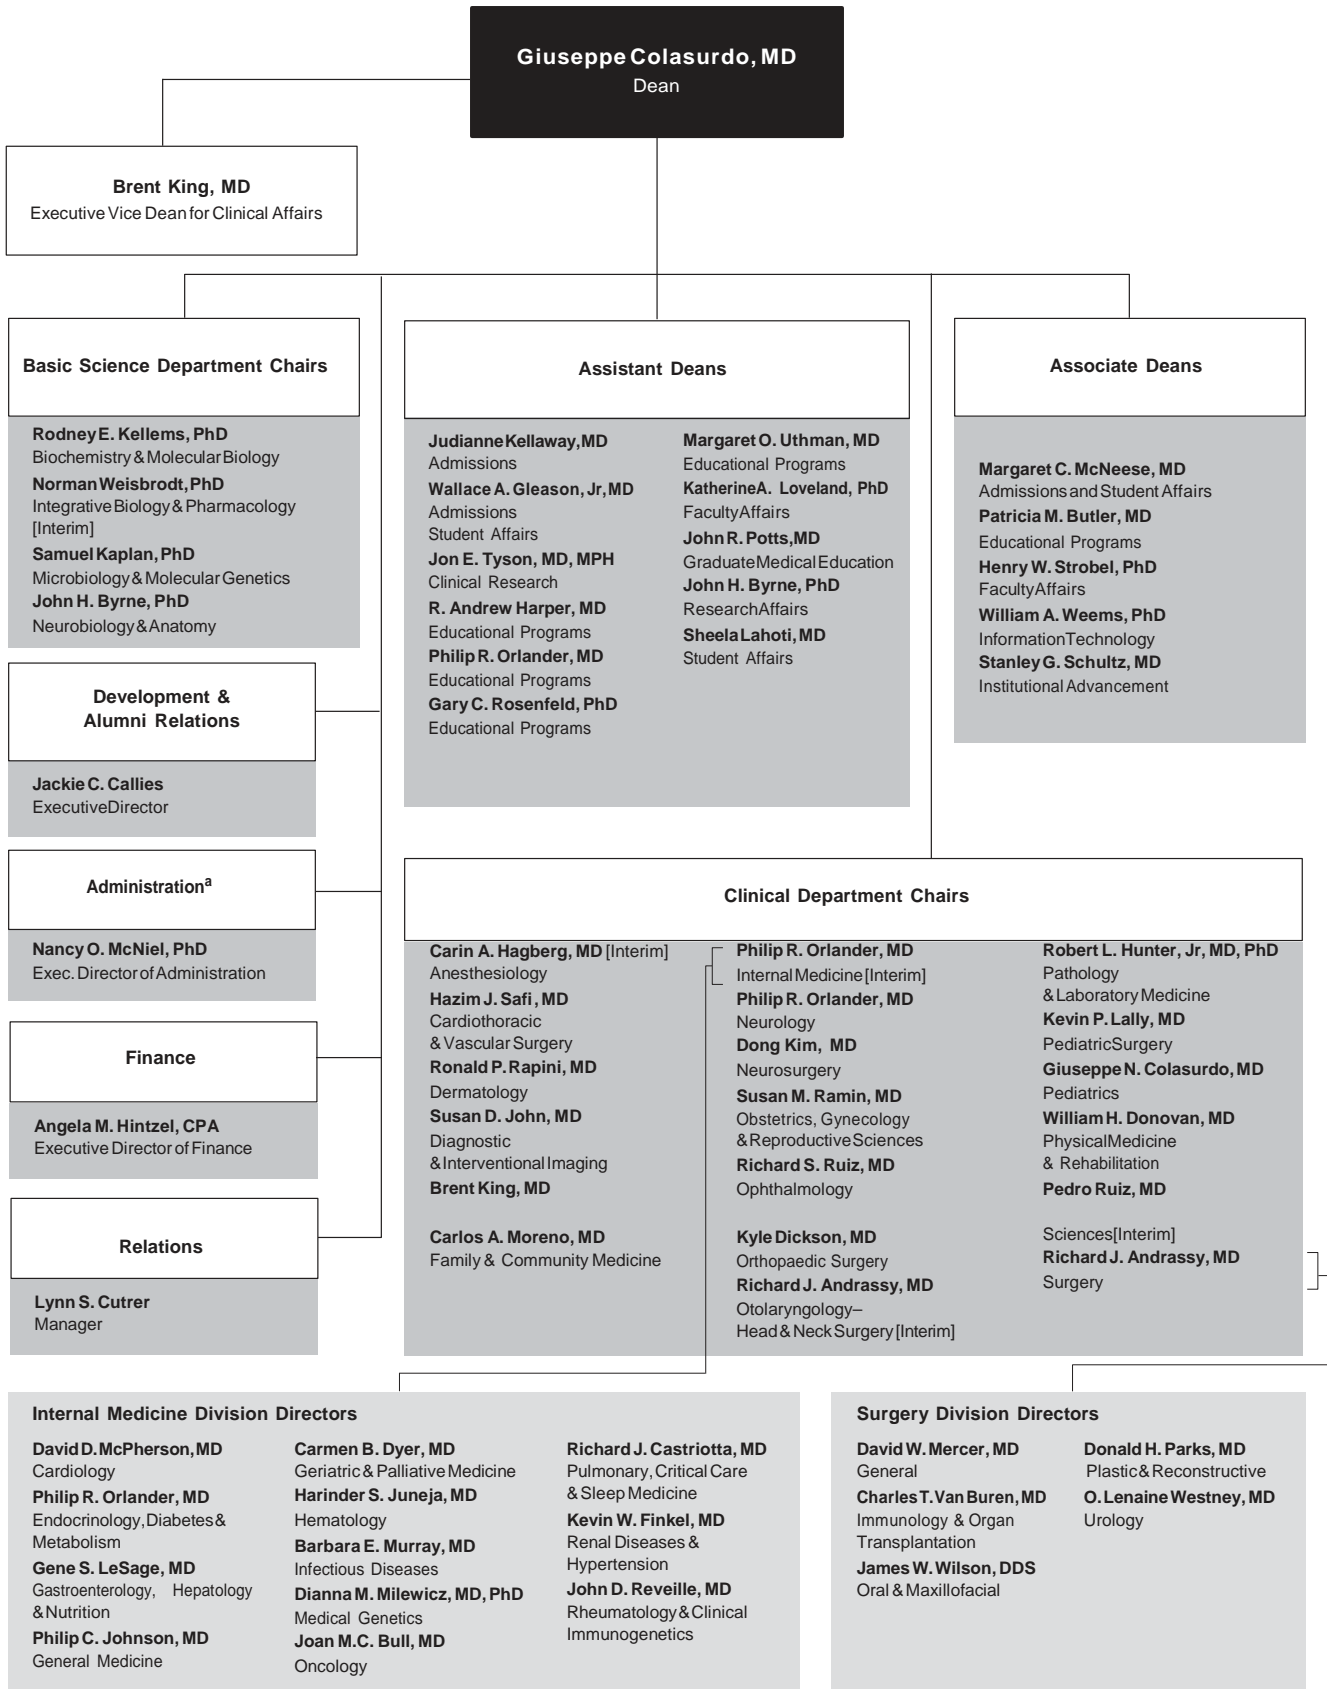 Giuseppe Colasurdo, MD
Dean
Brent King, MD
Executive Vice Dean for Clinical Affairs
Basic Science Department Chairs
Rodney E. Kellems, PhD
Biochemistry & Molecular Biology
Norman Weisbrodt, PhD
Integrative Biology & Pharmacology
[Interim]
Samuel Kaplan, PhD
Microbiology & Molecular Genetics
John H. Byrne, PhD
Neurobiology & Anatomy
Assistant Deans
Judianne Kellaway, MD
Admissions
Wallace A. Gleason, Jr, MD
Admissions
Student Affairs
Jon E. Tyson, MD, MPH
Clinical Research
R. Andrew Harper, MD
Educational Programs
Philip R. Orlander, MD
Educational Programs
Gary C. Rosenfeld, PhD
Educational Programs
Margaret O. Uthman, MD
Educational Programs
Katherine A. Loveland, PhD
Faculty Affairs
John R. Potts, MD
Graduate Medical Education
John H. Byrne, PhD
Research Affairs
Sheela Lahoti, MD
Student Affairs
Associate Deans
Margaret C. McNeese, MD
Admissions and Student Affairs
Patricia M. Butler, MD
Educational Programs
Henry W. Strobel, PhD
Faculty Affairs
William A. Weems, PhD
Information Technology
Stanley G. Schultz, MD
Institutional Advancement
Development &
Alumni Relations
Jackie C. Callies
Executive Director
Administrationᵃ
Nancy O. McNiel, PhD
Exec. Director of Administration
Finance
Angela M. Hintzel, CPA
Executive Director of Finance
Relations
Lynn S. Cutrer
Manager
Clinical Department Chairs
Carin A. Hagberg, MD [Interim]
Anesthesiology
Hazim J. Safi, MD
Cardiothoracic
& Vascular Surgery
Ronald P. Rapini, MD
Dermatology
Susan D. John, MD
Diagnostic
& Interventional Imaging
Brent King, MD
Carlos A. Moreno, MD
Family & Community Medicine
Philip R. Orlander, MD
Internal Medicine [Interim]
Philip R. Orlander, MD
Neurology
Dong Kim, MD
Neurosurgery
Susan M. Ramin, MD
Obstetrics, Gynecology
& Reproductive Sciences
Richard S. Ruiz, MD
Ophthalmology
Kyle Dickson, MD
Orthopaedic Surgery
Richard J. Andrassy, MD
Otolaryngology–
Head & Neck Surgery [Interim]
Robert L. Hunter, Jr, MD, PhD
Pathology
& Laboratory Medicine
Kevin P. Lally, MD
Pediatric Surgery
Giuseppe N. Colasurdo, MD
Pediatrics
William H. Donovan, MD
Physical Medicine
& Rehabilitation
Pedro Ruiz, MD
Sciences [Interim]
Richard J. Andrassy, MD
Surgery
Internal Medicine Division Directors
David D. McPherson, MD
Cardiology
Philip R. Orlander, MD
Endocrinology, Diabetes &
Metabolism
Gene S. LeSage, MD
Gastroenterology, Hepatology
& Nutrition
Philip C. Johnson, MD
General Medicine
Carmen B. Dyer, MD
Geriatric & Palliative Medicine
Harinder S. Juneja, MD
Hematology
Barbara E. Murray, MD
Infectious Diseases
Dianna M. Milewicz, MD, PhD
Medical Genetics
Joan M.C. Bull, MD
Oncology
Richard J. Castriotta, MD
Pulmonary, Critical Care
& Sleep Medicine
Kevin W. Finkel, MD
Renal Diseases &
Hypertension
John D. Reveille, MD
Rheumatology & Clinical
Immunogenetics
Surgery Division Directors
David W. Mercer, MD
General
Charles T. Van Buren, MD
Immunology & Organ
Transplantation
James W. Wilson, DDS
Oral & Maxillofacial
Donald H. Parks, MD
Plastic & Reconstructive
O. Lenaine Westney, MD
Urology